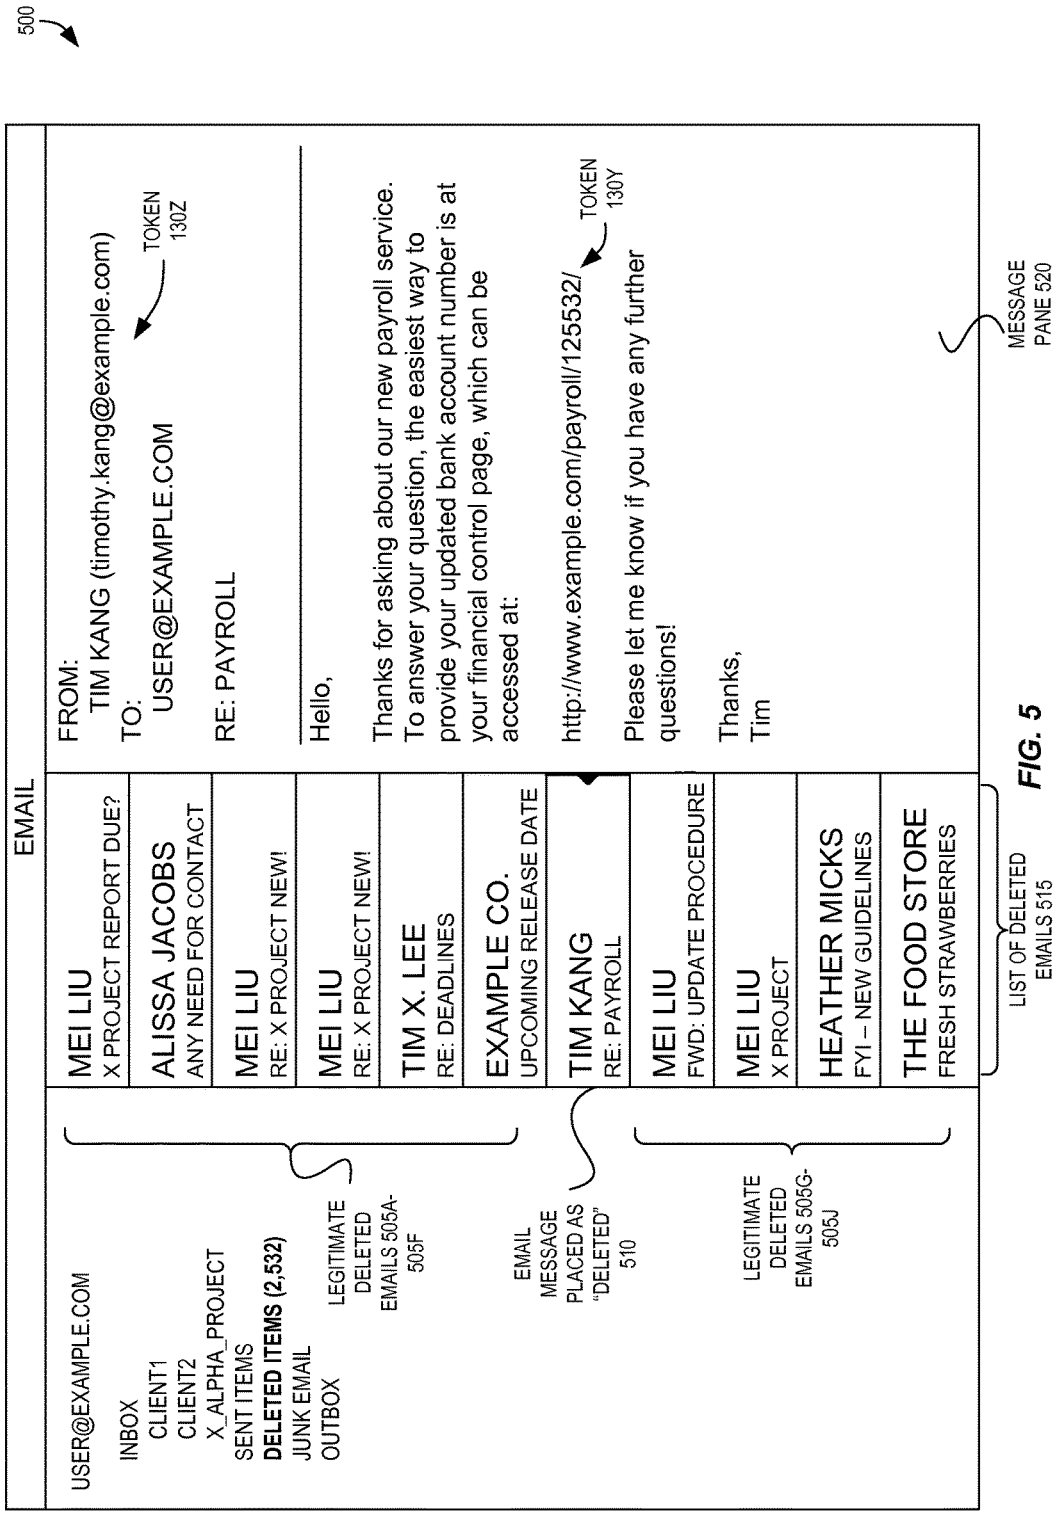 500
EMAIL
USER@EXAMPLE.COM
INBOX
CLIENT1
CLIENT2
X_ALPHA_PROJECT
SENT ITEMS
DELETED ITEMS (2,532)
JUNK EMAIL
OUTBOX
LEGITIMATE
DELETED
EMAILS 505A-
505F
EMAIL
MESSAGE
PLACED AS
"DELETED"
510
LEGITIMATE
DELETED
EMAILS 505G-
505J
MEI LIU
X PROJECT REPORT DUE?
ALISSA JACOBS
ANY NEED FOR CONTACT
MEI LIU
RE: X PROJECT NEW!
MEI LIU
RE: X PROJECT NEW!
TIM X. LEE
RE: DEADLINES
EXAMPLE CO.
UPCOMING RELEASE DATE
TIM KANG
RE: PAYROLL
MEI LIU
FWD: UPDATE PROCEDURE
MEI LIU
X PROJECT
HEATHER MICKS
FYI – NEW GUIDELINES
THE FOOD STORE
FRESH STRAWBERRIES
LIST OF DELETED
EMAILS 515
FROM:
TIM KANG (timothy.kang@example.com)
TO:
USER@EXAMPLE.COM
TOKEN
130Z
RE: PAYROLL
Hello,
Thanks for asking about our new payroll service.
To answer your question, the easiest way to
provide your updated bank account number is at
your financial control page, which can be
accessed at:
http://www.example.com/payroll/125532/
TOKEN
130Y
Please let me know if you have any further
questions!
Thanks,
Tim
MESSAGE
PANE 520
FIG. 5